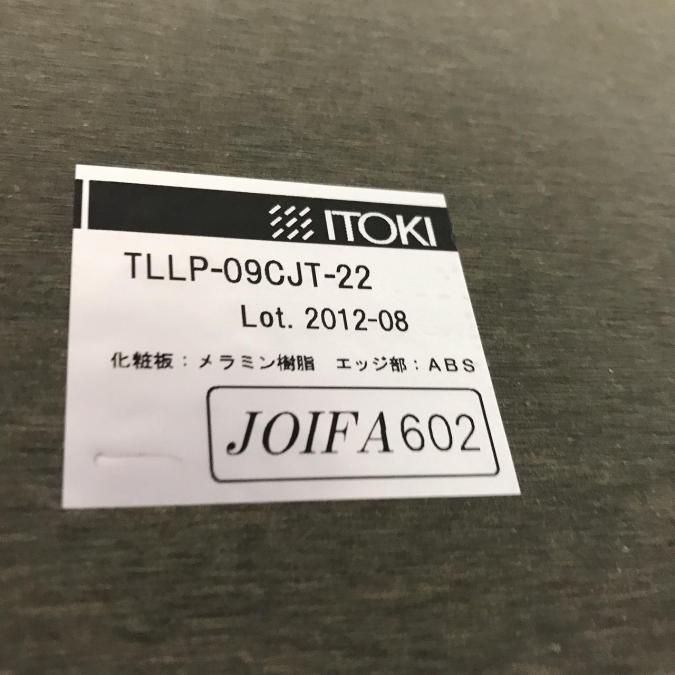 ITOKI
TLLP-09CJT-22
Lot. 2012-08
化粧板：メラミン樹脂　エッジ部：ABS
JOIFA602